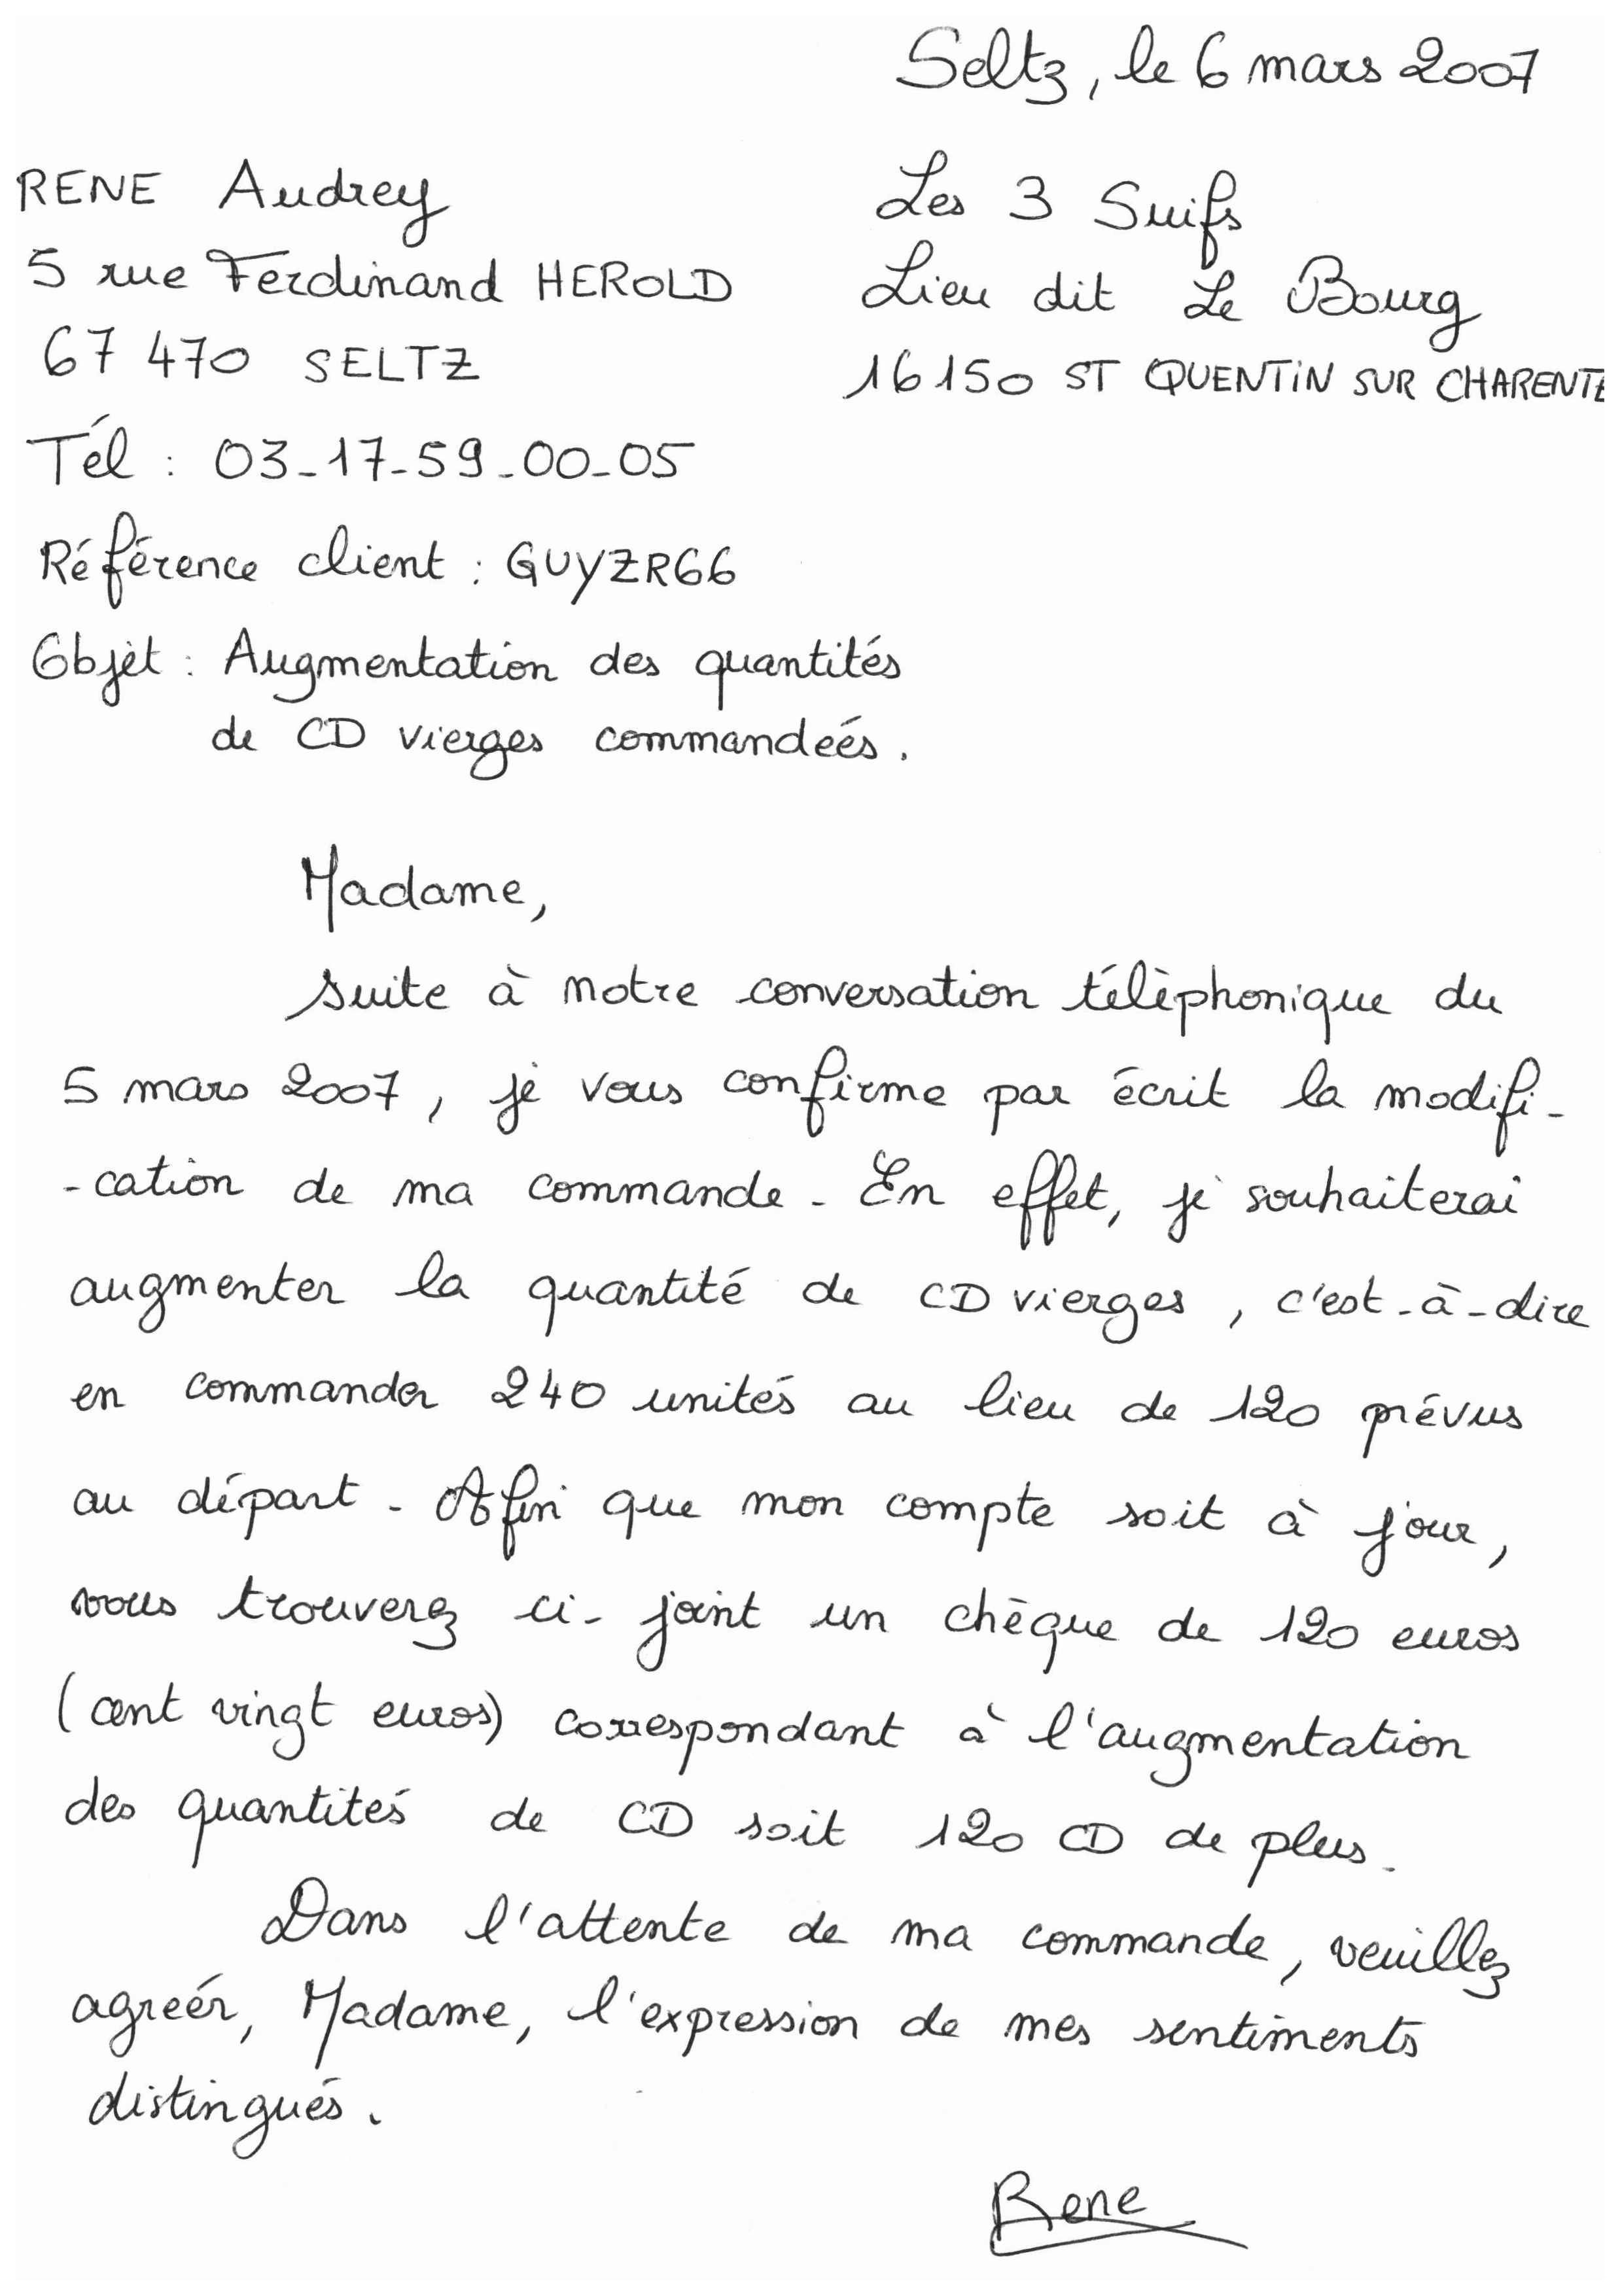 Seltz, le 6 mars 2007
RENE Audrey
5 rue Ferdinand HEROLD
67 470 SELTZ
Tél : 03-17-59-00-05
Référence client : GUYZR66
Les 3 Suifs
Lieu dit Le Bourg
16150 ST QUENTIN SUR CHARENTE
Objet : Augmentation des quantités
de CD vierges commandées.
Madame,
suite à notre conversation téléphonique du
5 mars 2007, je vous confirme par écrit la modifi-
-cation de ma commande. En effet, je souhaiterai
augmenter la quantité de CD vierges, c'est-à-dire
en commander 240 unités au lieu de 120 prévus
au départ. Afin que mon compte soit à jour,
vous trouverez ci-joint un chèque de 120 euros
(cent vingt euros) correspondant à l'augmentation
des quantités de CD soit 120 CD de plus.
Dans l'attente de ma commande, veuillez
agréer, Madame, l'expression de mes sentiments
distingués.
Rene